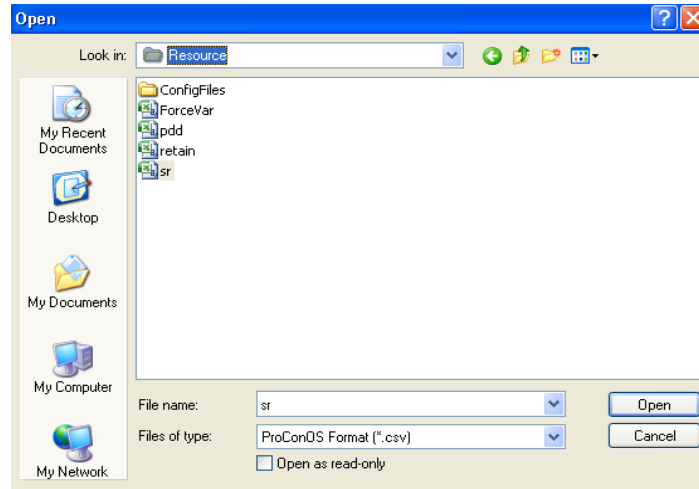 Open
Look in: Resource
ConfigFiles
ForceVar
pdd
retain
sr
My Recent
Documents
Desktop
My Documents
My Computer
My Network
File name: sr Open
Files of type: ProConOS Format (*.csv) Cancel
Open as read-only